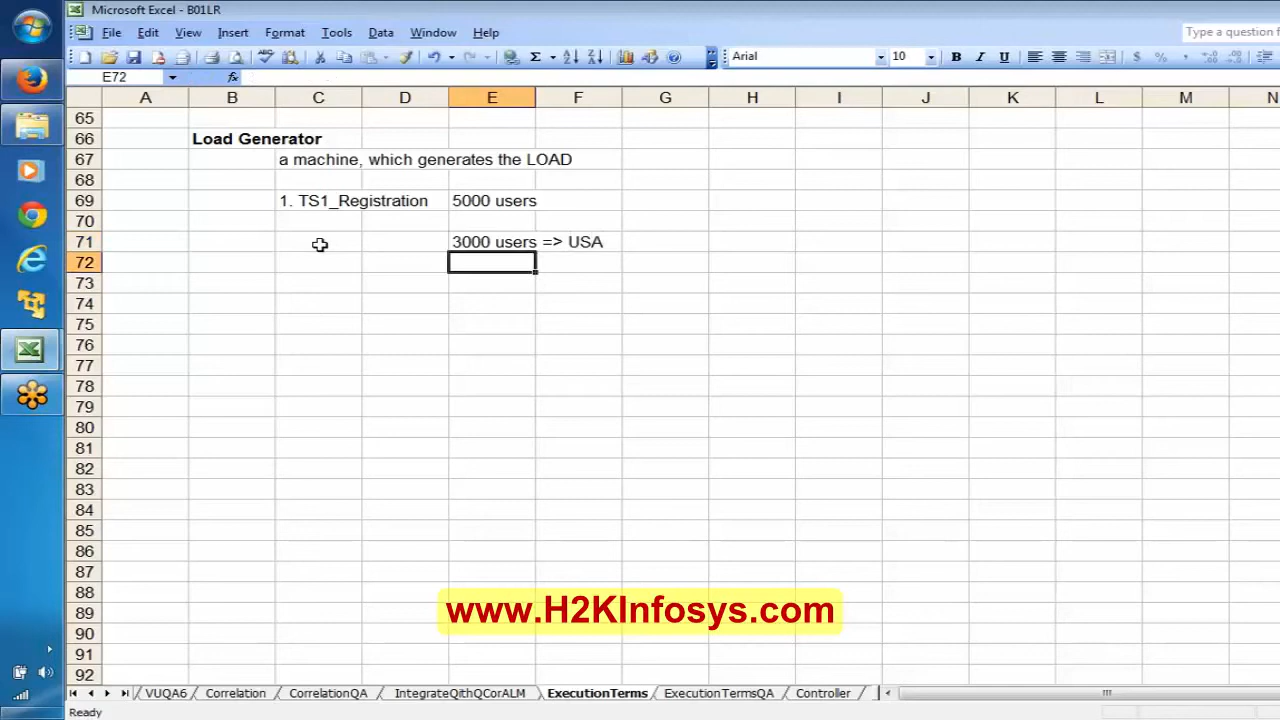 Microsoft Excel - B01LR
File Edit View Insert Format Tools Data Window Help
Type a question f
Arial 10
E72
A B C D E F G H I J K L M N
65
66 Load Generator
67 a machine, which generates the LOAD
68
69 1. TS1_Registration 5000 users
70
71 3000 users => USA
72
73
74
75
76
77
78
79
80
81
82
83
84
85
86
87
88
89
90
91
92
www.H2KInfosys.com
VUQA6 Correlation CorrelationQA IntegrateQithQCorALM ExecutionTerms ExecutionTermsQA Controller
Ready